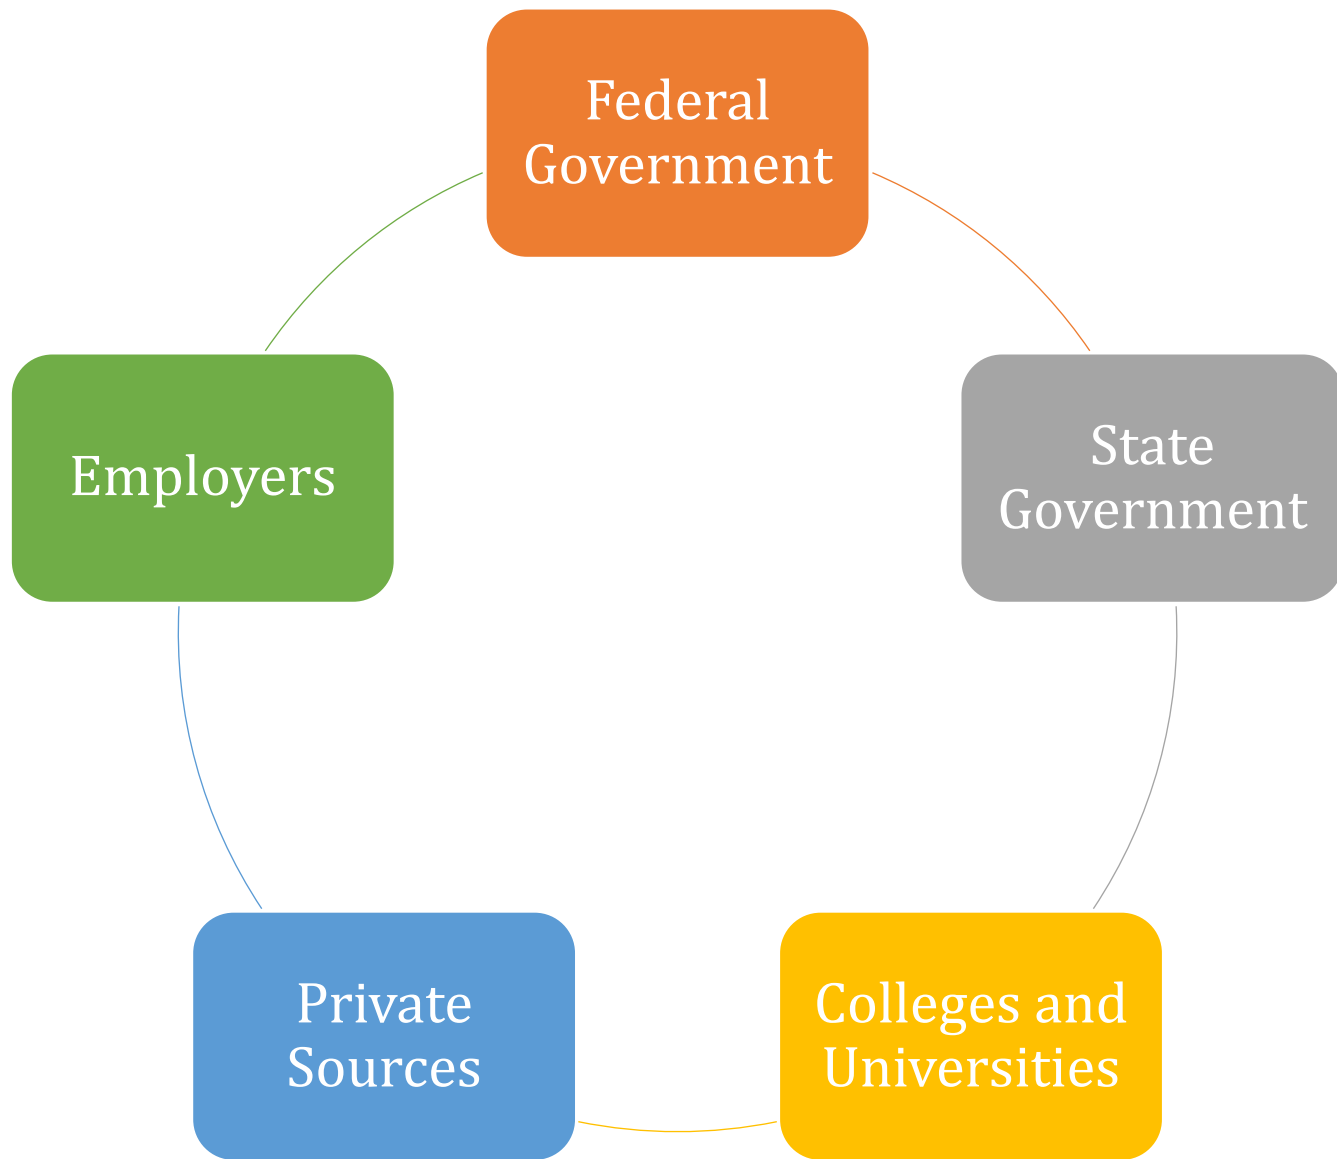 Federal
Government
State
Government
Colleges and
Universities
Private
Sources
Employers